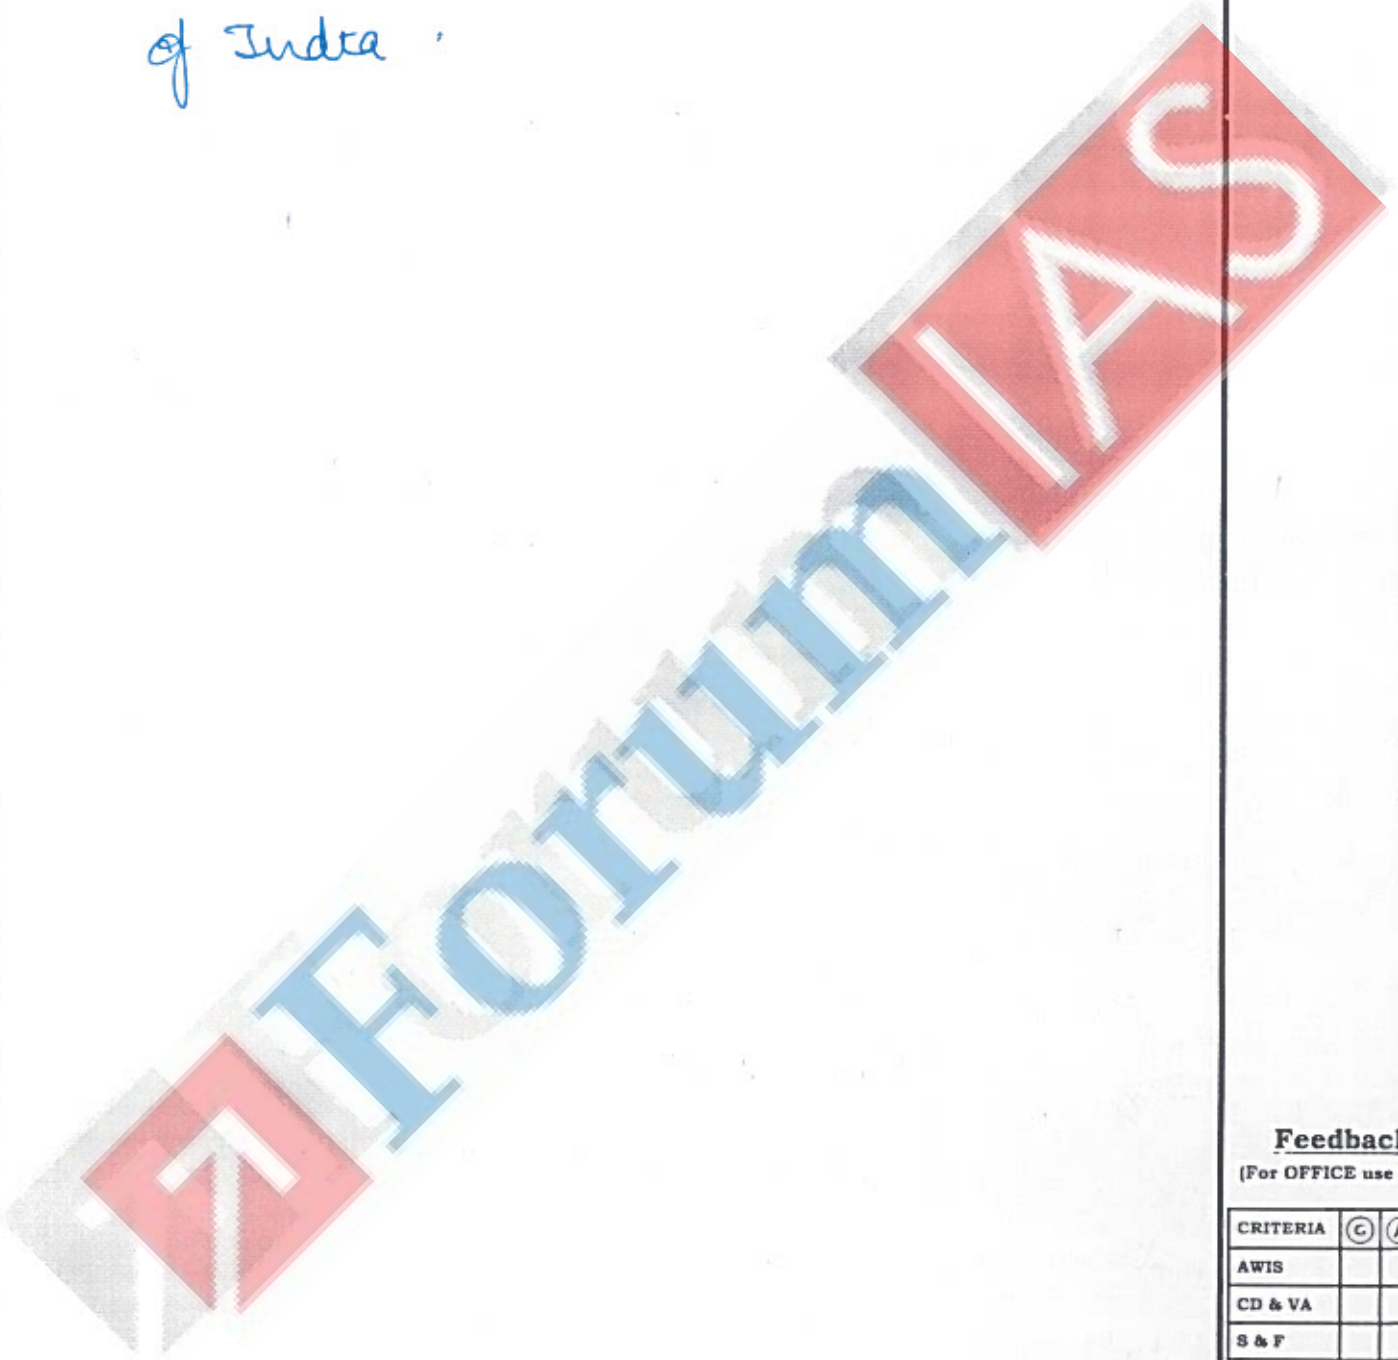 of India .
ForumIAS
Feedbac
(For OFFICE use
CRITERIA G
AWIS
CD & VA
S & F